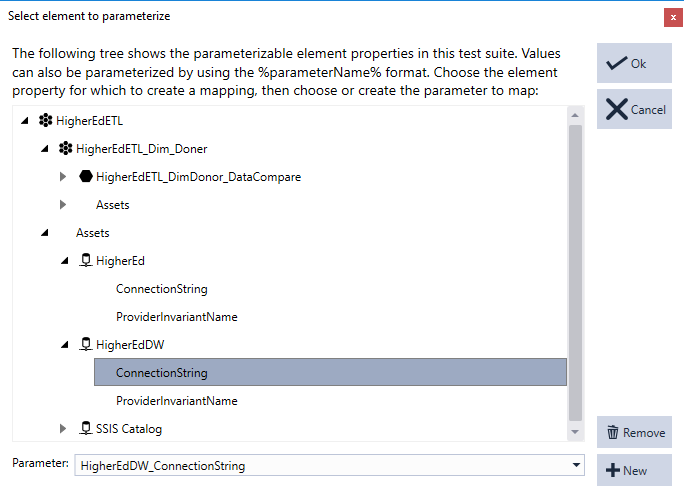 Select element to parameterize
x
The following tree shows the parameterizable element properties in this test suite. Values
can also be parameterized by using the %parameterName% format. Choose the element
property for which to create a mapping, then choose or create the parameter to map:
Ok
Cancel
HigherEdETL
HigherEdETL_Dim_Doner
HigherEdETL_DimDonor_DataCompare
Assets
Assets
HigherEd
ConnectionString
ProviderInvariantName
HigherEdDW
ConnectionString
ProviderInvariantName
SSIS Catalog
Remove
Parameter: HigherEdDW_ConnectionString
New